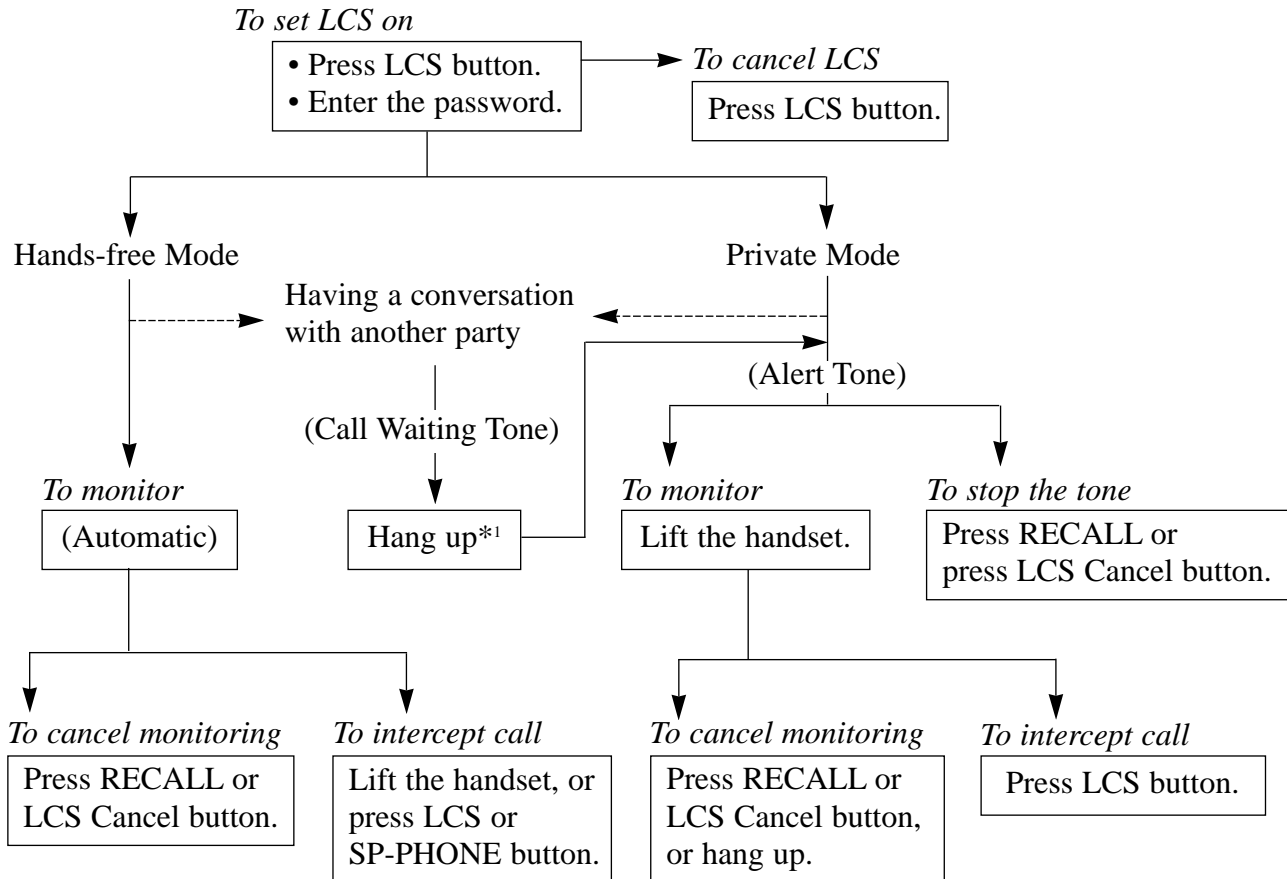 To set LCS on
• Press LCS button.
• Enter the password.
To cancel LCS
Press LCS button.
Hands-free Mode
Private Mode
Having a conversation
with another party
(Alert Tone)
(Call Waiting Tone)
To monitor
(Automatic)
Hang up*1
To monitor
Lift the handset.
To stop the tone
Press RECALL or
press LCS Cancel button.
To cancel monitoring
Press RECALL or
LCS Cancel button.
To intercept call
Lift the handset, or
press LCS or
SP-PHONE button.
To cancel monitoring
Press RECALL or
LCS Cancel button,
or hang up.
To intercept call
Press LCS button.